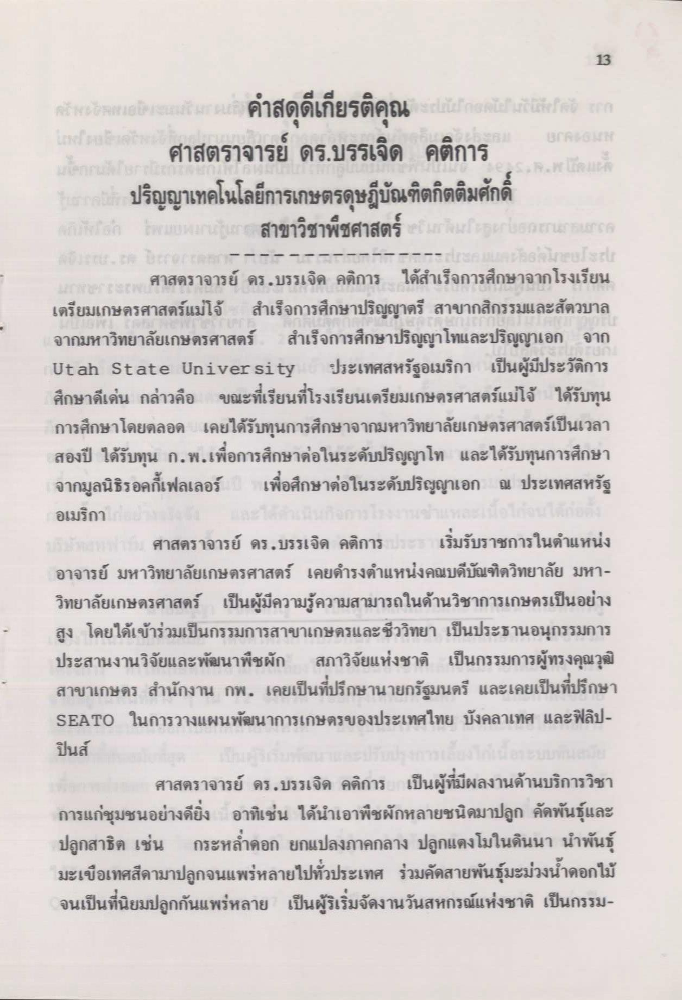 13
คำสดุดีเกียรติคุณ
ศาสตราจารย์ ดร.บรรเจิด คติการ
ปริญญาเทคโนโลยีการเกษตรดุษฎีบัณฑิตกิตติมศักดิ์
สาขาวิชาพืชศาสตร์
ศาสตราจารย์ ดร.บรรเจิด คติการ ได้สำเร็จการศึกษาจากโรงเรียน
เตรียมเกษตรศาสตร์แม่โจ้ สำเร็จการศึกษาปริญญาตรี สาขากสิกรรมและสัตวบาล
จากมหาวิทยาลัยเกษตรศาสตร์ สำเร็จการศึกษาปริญญาโทและปริญญาเอก จาก
Utah State University ประเทศสหรัฐอเมริกา เป็นผู้มีประวัติการ
ศึกษาดีเด่น กล่าวคือ ขณะที่เรียนที่โรงเรียนเตรียมเกษตรศาสตร์แม่โจ้ ได้รับทุน
การศึกษาโดยตลอด เคยได้รับทุนการศึกษาจากมหาวิทยาลัยเกษตรศาสตร์เป็นเวลา
สองปี ได้รับทุน ก.พ.เพื่อการศึกษาต่อในระดับปริญญาโท และได้รับทุนการศึกษา
จากมูลนิธิรอคกี้เฟลเลอร์ เพื่อศึกษาต่อในระดับปริญญาเอก ณ ประเทศสหรัฐ
อเมริกา
ศาสตราจารย์ ดร.บรรเจิด คติการ เริ่มรับราชการในตำแหน่ง
อาจารย์ มหาวิทยาลัยเกษตรศาสตร์ เคยดำรงตำแหน่งคณบดีบัณฑิตวิทยาลัย มหา-
วิทยาลัยเกษตรศาสตร์ เป็นผู้มีความรู้ความสามารถในด้านวิชาการเกษตรเป็นอย่าง
สูง โดยได้เข้าร่วมเป็นกรรมการสาขาเกษตรและชีววิทยา เป็นประธานอนุกรรมการ
ประสานงานวิจัยและพัฒนาพืชผัก สภาวิจัยแห่งชาติ เป็นกรรมการผู้ทรงคุณวุฒิ
สาขาเกษตร สำนักงาน กพ. เคยเป็นที่ปรึกษานายกรัฐมนตรี และเคยเป็นที่ปรึกษา
SEATO ในการวางแผนพัฒนาการเกษตรของประเทศไทย บังคลาเทศ และฟิลิป-
ปินส์
ศาสตราจารย์ ดร.บรรเจิด คติการ เป็นผู้ที่มีผลงานด้านบริการวิชา
การแก่ชุมชนอย่างดียิ่ง อาทิเช่น ได้นำเอาพืชผักหลายชนิดมาปลูก คัดพันธุ์และ
ปลูกสาธิต เช่น กระหล่ำดอก ยกแปลงภาคกลาง ปลูกแตงโมในดินนา นำพันธุ์
มะเขือเทศสีดามาปลูกจนแพร่หลายไปทั่วประเทศ ร่วมคัดสายพันธุ์มะม่วงน้ำดอกไม้
จนเป็นที่นิยมปลูกกันแพร่หลาย เป็นผู้ริเริ่มจัดงานวันสหกรณ์แห่งชาติ เป็นกรรม-